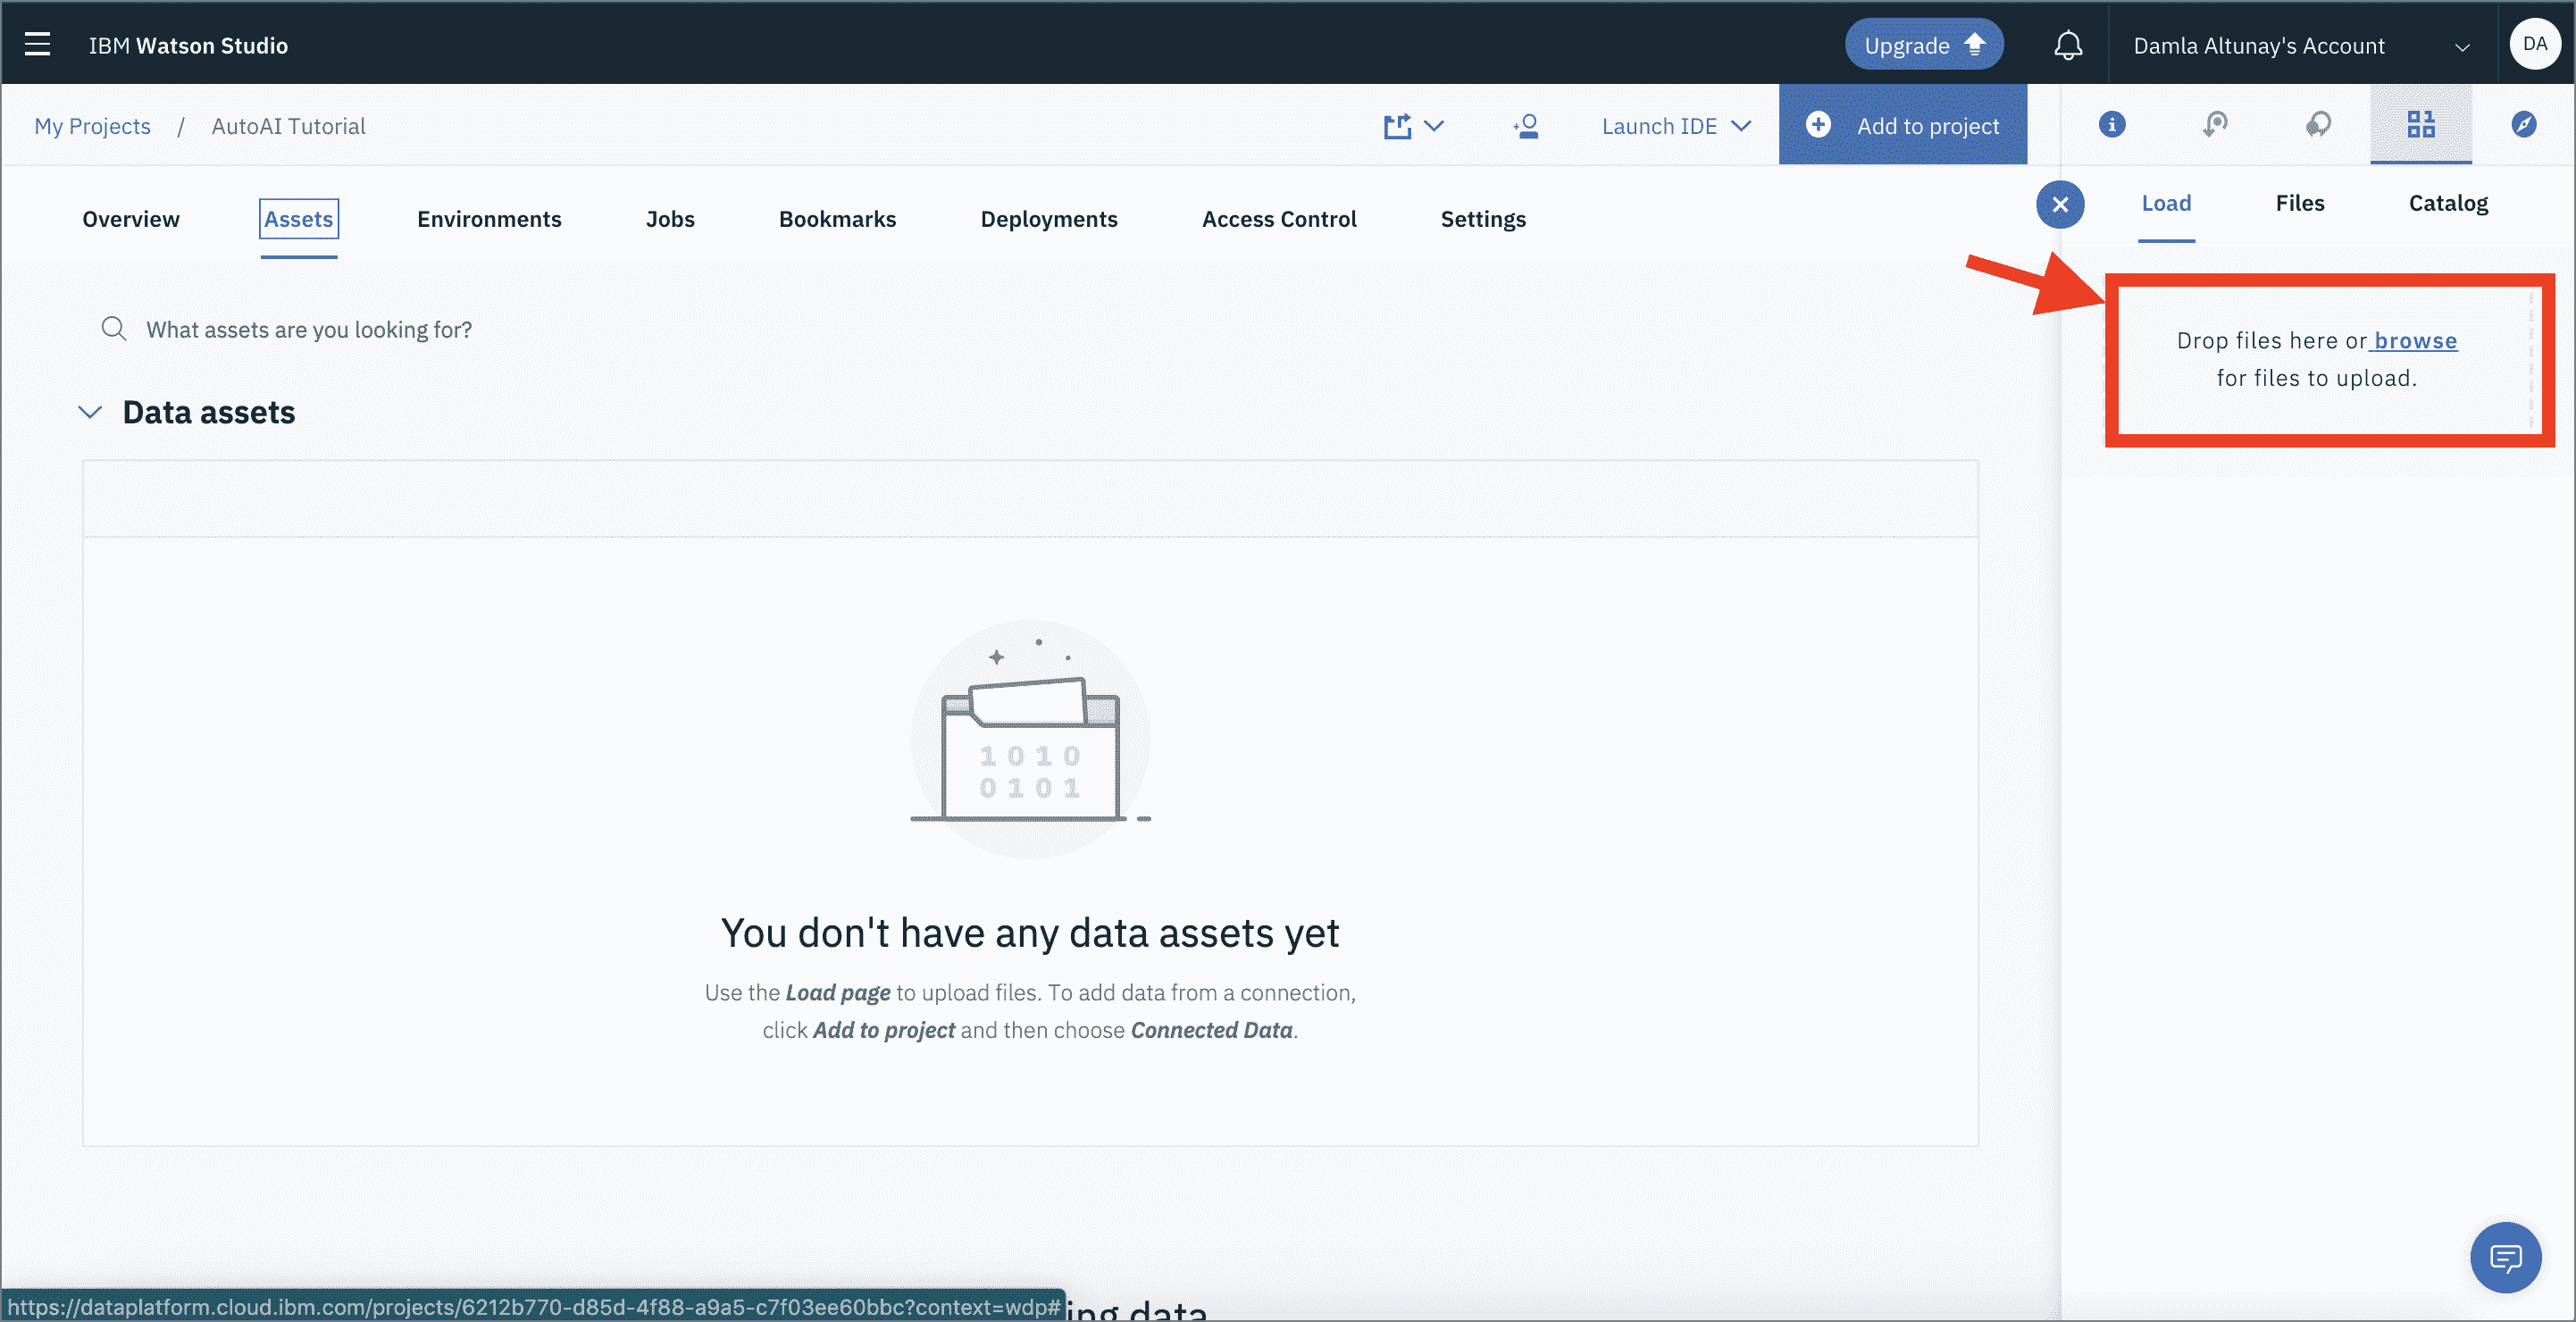 IBM Watson Studio
Upgrade
Damla Altunay's Account
DA
My Projects / AutoAI Tutorial
Launch IDE
Add to project
Overview
Assets
Environments
Jobs
Bookmarks
Deployments
Access Control
Settings
Load
Files
Catalog
What assets are you looking for?
Drop files here or browse
for files to upload.
Data assets
1 0 1 0
0 1 0 1
You don't have any data assets yet
Use the Load page to upload files. To add data from a connection,
click Add to project and then choose Connected Data.
https://dataplatform.cloud.ibm.com/projects/6212b770-d85d-4f88-a9a5-c7f03ee60bbc?context=wdp#
ing data